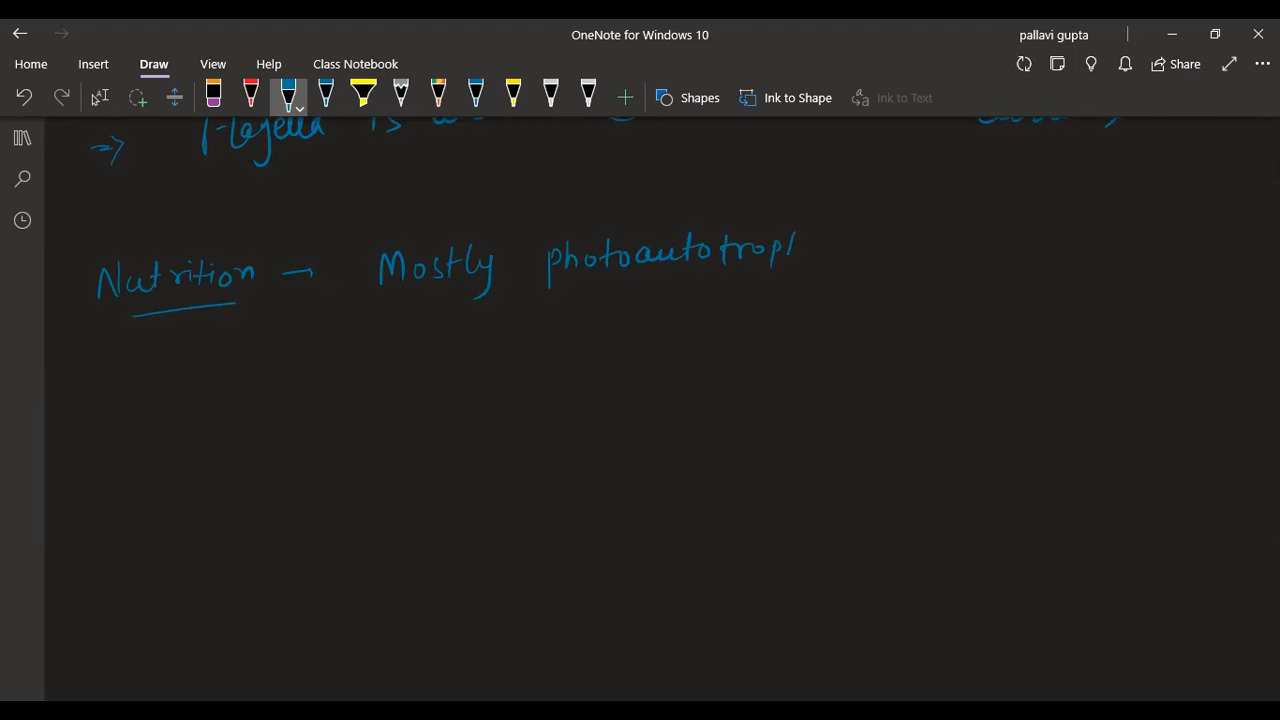 OneNote for Windows 10
pallavi gupta
Home Insert Draw View Help Class Notebook
Share
Shapes Ink to Shape Ink to Text
⇒ Flagella is
Nutrition → Mostly photoautotrop